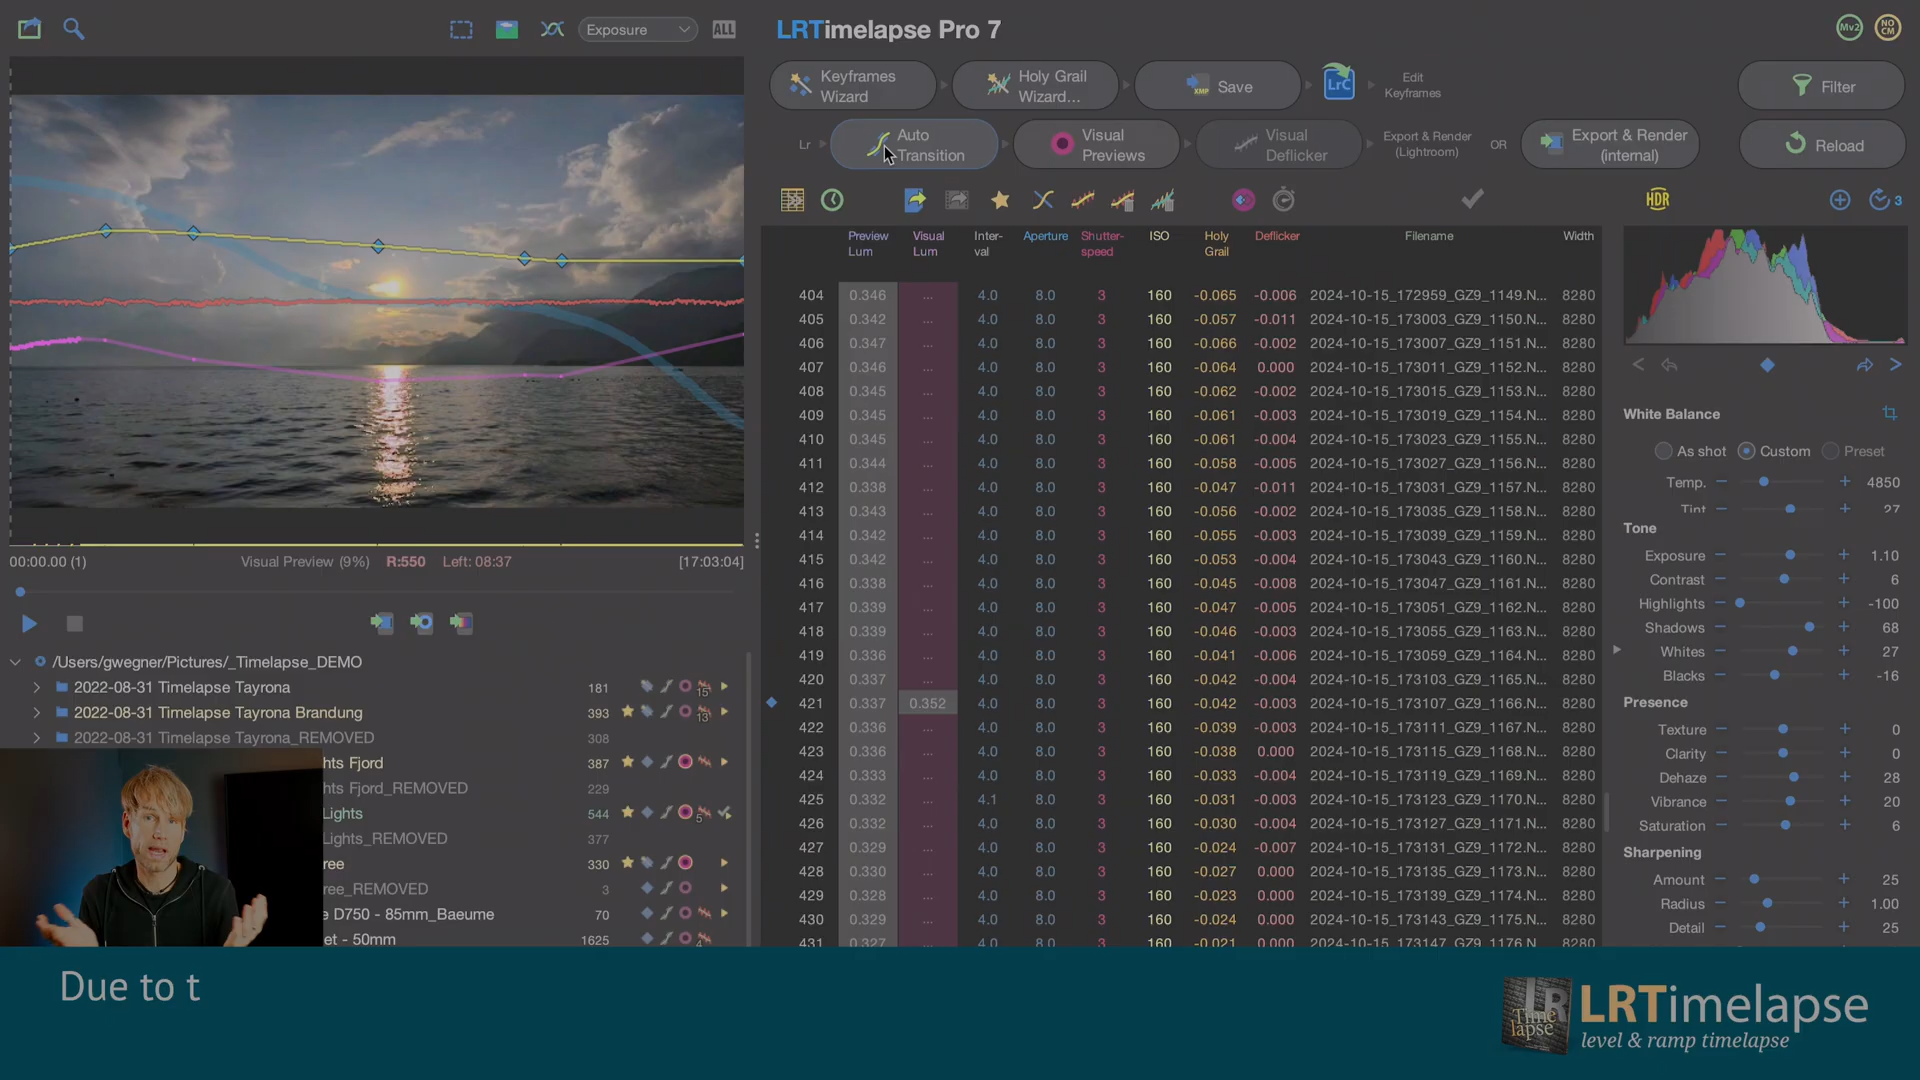 Exposure
ALL
LRTimelapse Pro 7
Mv2
NO CM
Keyframes Wizard
Holy Grail Wizard...
XMP
Save
LrC
Edit Keyframes
Filter
Lr
Auto Transition
Visual Previews
Visual Deflicker
Export & Render (Lightroom)
OR
Export & Render (internal)
Reload
HDR
3
Preview Lum
Visual Lum
Inter-val
Aperture
Shutter-speed
ISO
Holy Grail
Deflicker
Filename
Width
404 0.346 ... 4.0 8.0 3 160 -0.065 -0.006 2024-10-15_172959_GZ9_1149.N... 8280
405 0.342 ... 4.0 8.0 3 160 -0.057 -0.011 2024-10-15_173003_GZ9_1150.N... 8280
406 0.347 ... 4.0 8.0 3 160 -0.066 -0.002 2024-10-15_173007_GZ9_1151.N... 8280
407 0.346 ... 4.0 8.0 3 160 -0.064 0.000 2024-10-15_173011_GZ9_1152.N... 8280
408 0.345 ... 4.0 8.0 3 160 -0.062 -0.002 2024-10-15_173015_GZ9_1153.N... 8280
409 0.345 ... 4.0 8.0 3 160 -0.061 -0.003 2024-10-15_173019_GZ9_1154.N... 8280
410 0.345 ... 4.0 8.0 3 160 -0.061 -0.004 2024-10-15_173023_GZ9_1155.N... 8280
411 0.344 ... 4.0 8.0 3 160 -0.058 -0.005 2024-10-15_173027_GZ9_1156.N... 8280
412 0.338 ... 4.0 8.0 3 160 -0.047 -0.011 2024-10-15_173031_GZ9_1157.N... 8280
413 0.343 ... 4.0 8.0 3 160 -0.056 -0.002 2024-10-15_173035_GZ9_1158.N... 8280
414 0.342 ... 4.0 8.0 3 160 -0.055 -0.003 2024-10-15_173039_GZ9_1159.N... 8280
415 0.342 ... 4.0 8.0 3 160 -0.053 -0.004 2024-10-15_173043_GZ9_1160.N... 8280
416 0.338 ... 4.0 8.0 3 160 -0.045 -0.008 2024-10-15_173047_GZ9_1161.N... 8280
417 0.339 ... 4.0 8.0 3 160 -0.047 -0.005 2024-10-15_173051_GZ9_1162.N... 8280
418 0.339 ... 4.0 8.0 3 160 -0.046 -0.003 2024-10-15_173055_GZ9_1163.N... 8280
419 0.336 ... 4.0 8.0 3 160 -0.041 -0.006 2024-10-15_173059_GZ9_1164.N... 8280
420 0.337 ... 4.0 8.0 3 160 -0.042 -0.004 2024-10-15_173103_GZ9_1165.N... 8280
421 0.337 0.352 4.0 8.0 3 160 -0.042 -0.003 2024-10-15_173107_GZ9_1166.N... 8280
422 0.336 ... 4.0 8.0 3 160 -0.039 -0.003 2024-10-15_173111_GZ9_1167.N... 8280
423 0.336 ... 4.0 8.0 3 160 -0.038 0.000 2024-10-15_173115_GZ9_1168.N... 8280
424 0.333 ... 4.0 8.0 3 160 -0.033 -0.004 2024-10-15_173119_GZ9_1169.N... 8280
425 0.332 ... 4.1 8.0 3 160 -0.031 -0.003 2024-10-15_173123_GZ9_1170.N... 8280
426 0.332 ... 4.0 8.0 3 160 -0.030 -0.004 2024-10-15_173127_GZ9_1171.N... 8280
427 0.329 ... 4.0 8.0 3 160 -0.024 -0.007 2024-10-15_173131_GZ9_1172.N... 8280
428 0.330 ... 4.0 8.0 3 160 -0.027 0.000 2024-10-15_173135_GZ9_1173.N... 8280
429 0.328 ... 4.0 8.0 3 160 -0.023 0.000 2024-10-15_173139_GZ9_1174.N... 8280
430 0.329 ... 4.0 8.0 3 160 -0.024 0.000 2024-10-15_173143_GZ9_1175.N... 8280
431 0.327 4.0 8.0 3 160 -0.021 0.000 2024-10-15_173147_GZ9_1176.N 8280
00:00.00 (1)
Visual Preview (9%) R:550 Left: 08:37
[17:03:04]
/Users/gwegner/Pictures/_Timelapse_DEMO
2022-08-31 Timelapse Tayrona 181 15
2022-08-31 Timelapse Tayrona Brandung 393 13
2022-08-31 Timelapse Tayrona_REMOVED 308
hts Fjord 387
hts Fjord_REMOVED 229
Lights 544 5
Lights_REMOVED 377
ree 330
ree_REMOVED 3
e D750 - 85mm_Baeume 70
et - 50mm 1625
White Balance
As shot Custom Preset
Temp. 4850
Tint 27
Tone
Exposure 1.10
Contrast 6
Highlights -100
Shadows 68
Whites 27
Blacks -16
Presence
Texture 0
Clarity 0
Dehaze 28
Vibrance 20
Saturation 6
Sharpening
Amount 25
Radius 1.00
Detail 25
Due to t
LR Time lapse
LRTimelapse
level & ramp timelapse